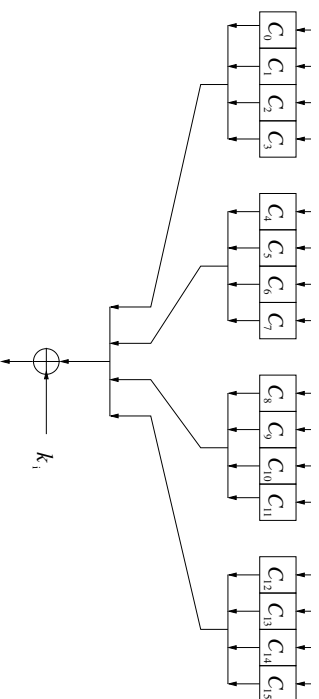 C₀ C₁ C₂ C₃
C₄ C₅ C₆ C₇
C₈ C₉ C₁₀ C₁₁
C₁₂ C₁₃ C₁₄ C₁₅
kᵢ